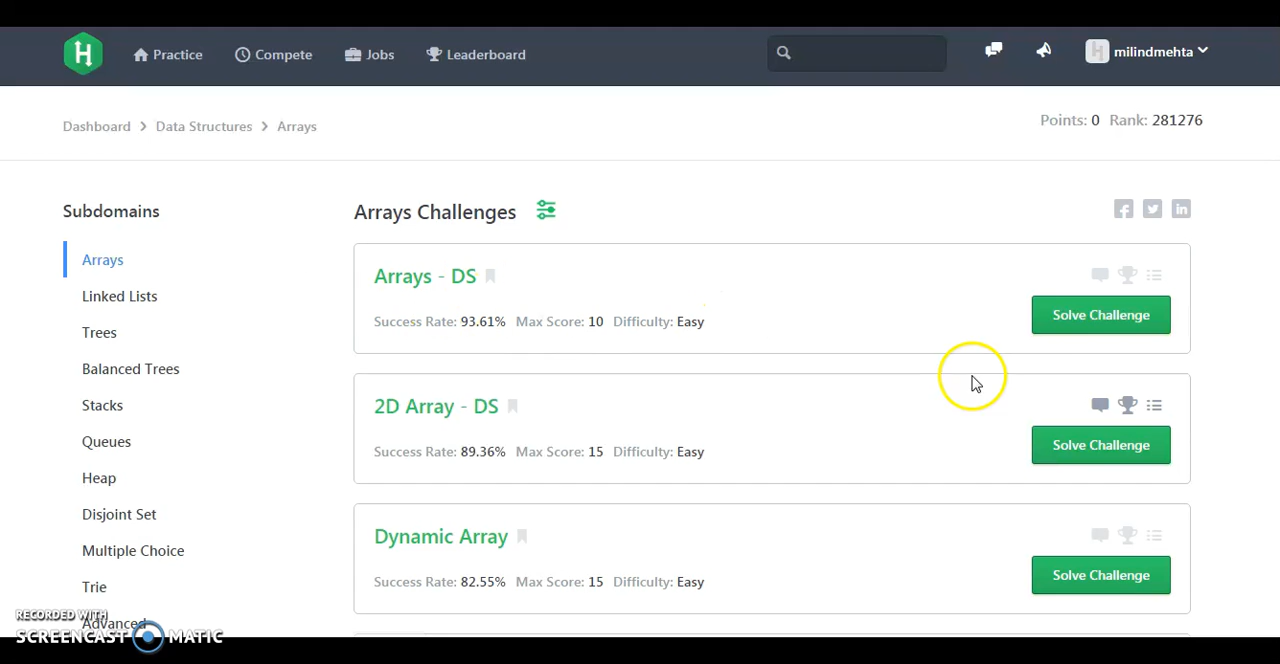 H Practice Compete Jobs Leaderboard milindmehta
Dashboard > Data Structures > Arrays Points: 0 Rank: 281276
Subdomains
Arrays
Linked Lists
Trees
Balanced Trees
Stacks
Queues
Heap
Disjoint Set
Multiple Choice
Trie
Advanced
Arrays Challenges
Arrays - DS
Success Rate: 93.61% Max Score: 10 Difficulty: Easy
Solve Challenge
2D Array - DS
Success Rate: 89.36% Max Score: 15 Difficulty: Easy
Solve Challenge
Dynamic Array
Success Rate: 82.55% Max Score: 15 Difficulty: Easy
Solve Challenge
RECORDED WITH
SCREENCAST MATIC